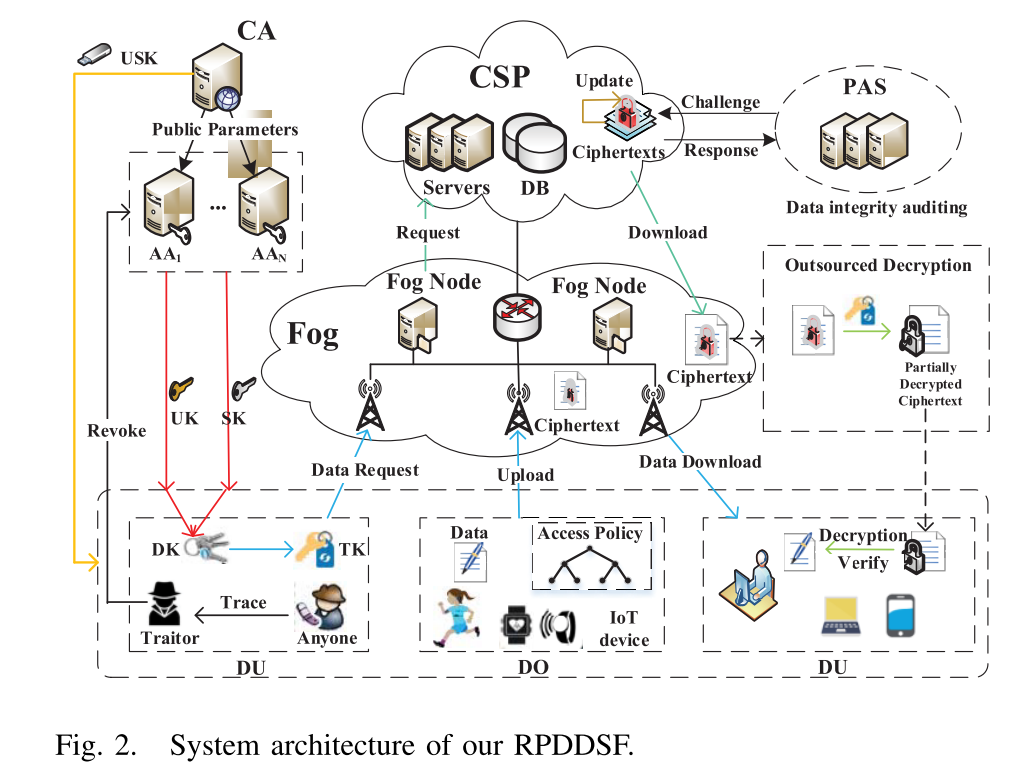 CA
USK
CSP
Update
PAS
Challenge
Public Parameters
Ciphertexts
Response
Servers
DB
...
AA1
AAN
Data integrity auditing
Request
Download
Outsourced Decryption
Fog Node
Fog Node
Fog
Ciphertext
Partially
Decrypted
Ciphertext
UK
SK
Ciphertext
Revoke
Data Request
Upload
Data Download
Data
Access Policy
Decryption
Verify
DK
TK
Trace
Traitor
Anyone
IoT
device
DU
DO
DU
Fig. 2. System architecture of our RPDDSF.